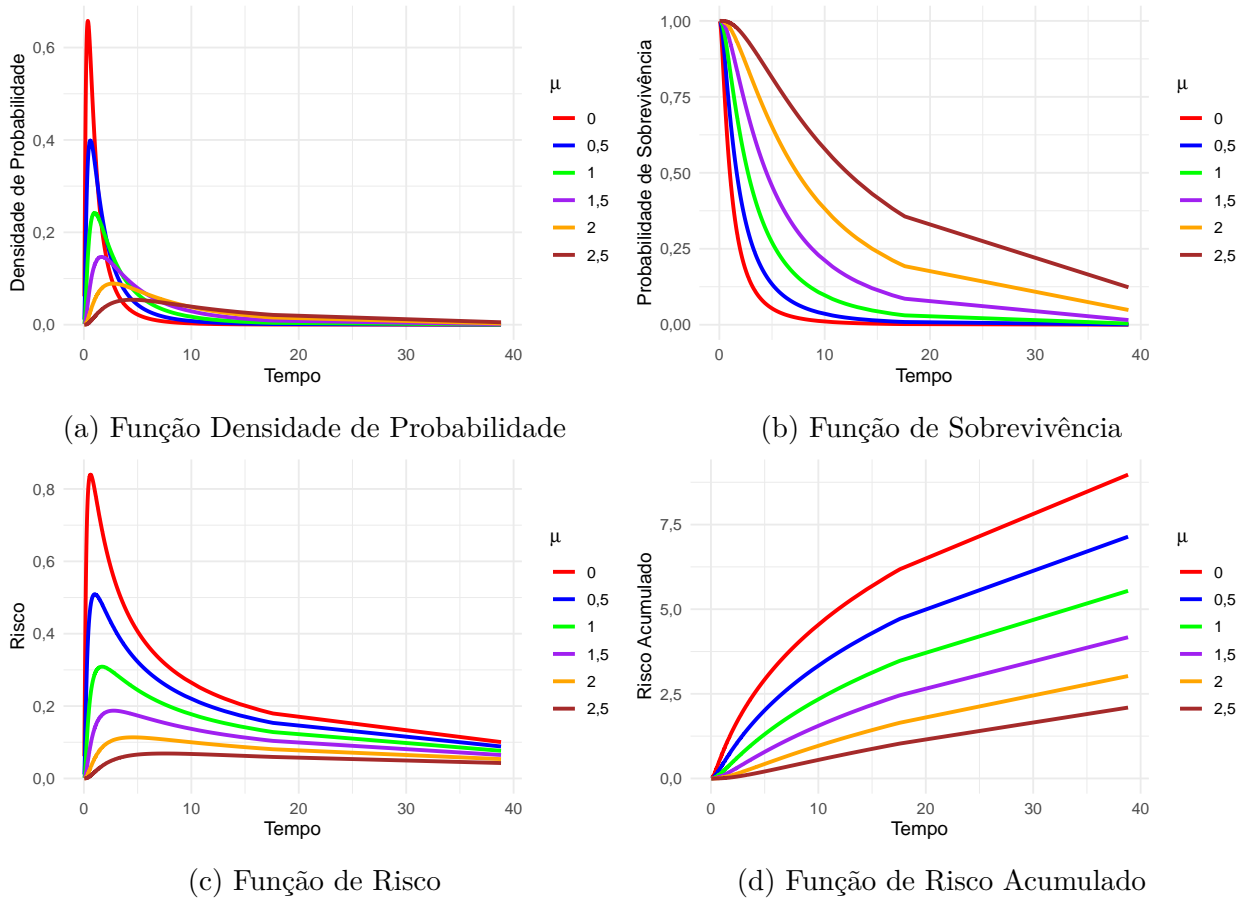 Densidade de Probabilidade
0,6
0,4
0,2
0,0
0 10 20 30 40
Tempo
μ
0
0,5
1
1,5
2
2,5
(a) Função Densidade de Probabilidade
Probabilidade de Sobrevivência
1,00
0,75
0,50
0,25
0,00
0 10 20 30 40
Tempo
μ
0
0,5
1
1,5
2
2,5
(b) Função de Sobrevivência
Risco
0,8
0,6
0,4
0,2
0,0
0 10 20 30 40
Tempo
μ
0
0,5
1
1,5
2
2,5
(c) Função de Risco
Risco Acumulado
7,5
5,0
2,5
0,0
0 10 20 30 40
Tempo
μ
0
0,5
1
1,5
2
2,5
(d) Função de Risco Acumulado